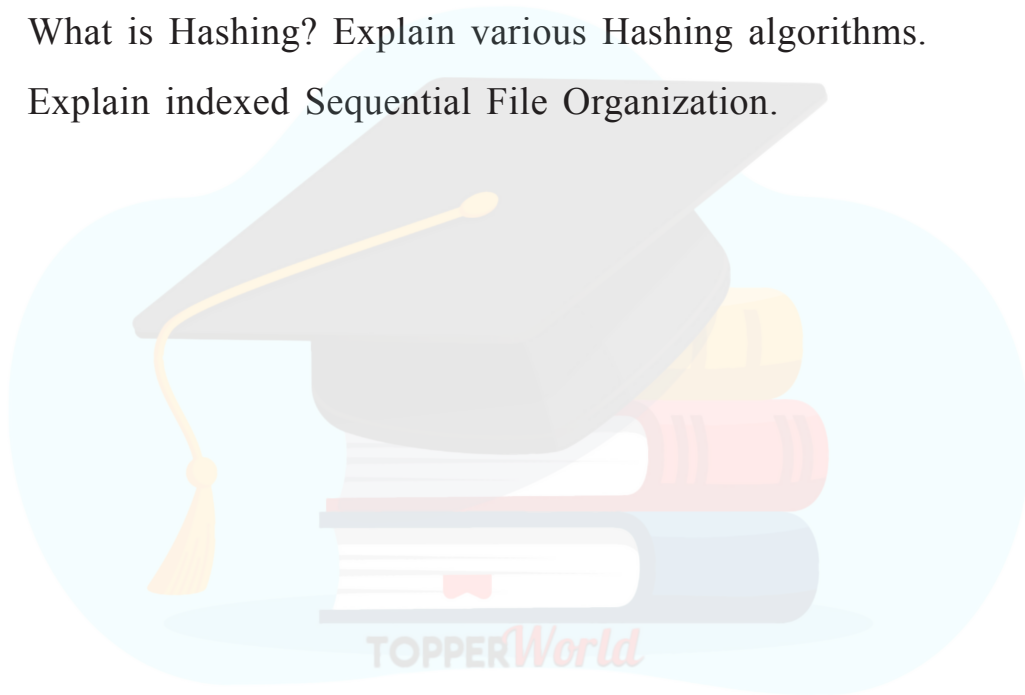 What is Hashing? Explain various Hashing algorithms.
Explain indexed Sequential File Organization.
TOPPERWorld